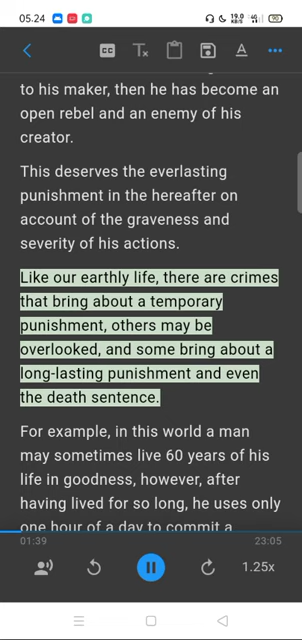 05.24
19.0
KB/S
CC
to his maker, then he has become an
open rebel and an enemy of his
creator.
This deserves the everlasting
punishment in the hereafter on
account of the graveness and
severity of his actions.
Like our earthly life, there are crimes
that bring about a temporary
punishment, others may be
overlooked, and some bring about a
long-lasting punishment and even
the death sentence.
For example, in this world a man
may sometimes live 60 years of his
life in goodness, however, after
having lived for so long, he uses only
one hour of a day to commit a
01:39
23:05
1.25x